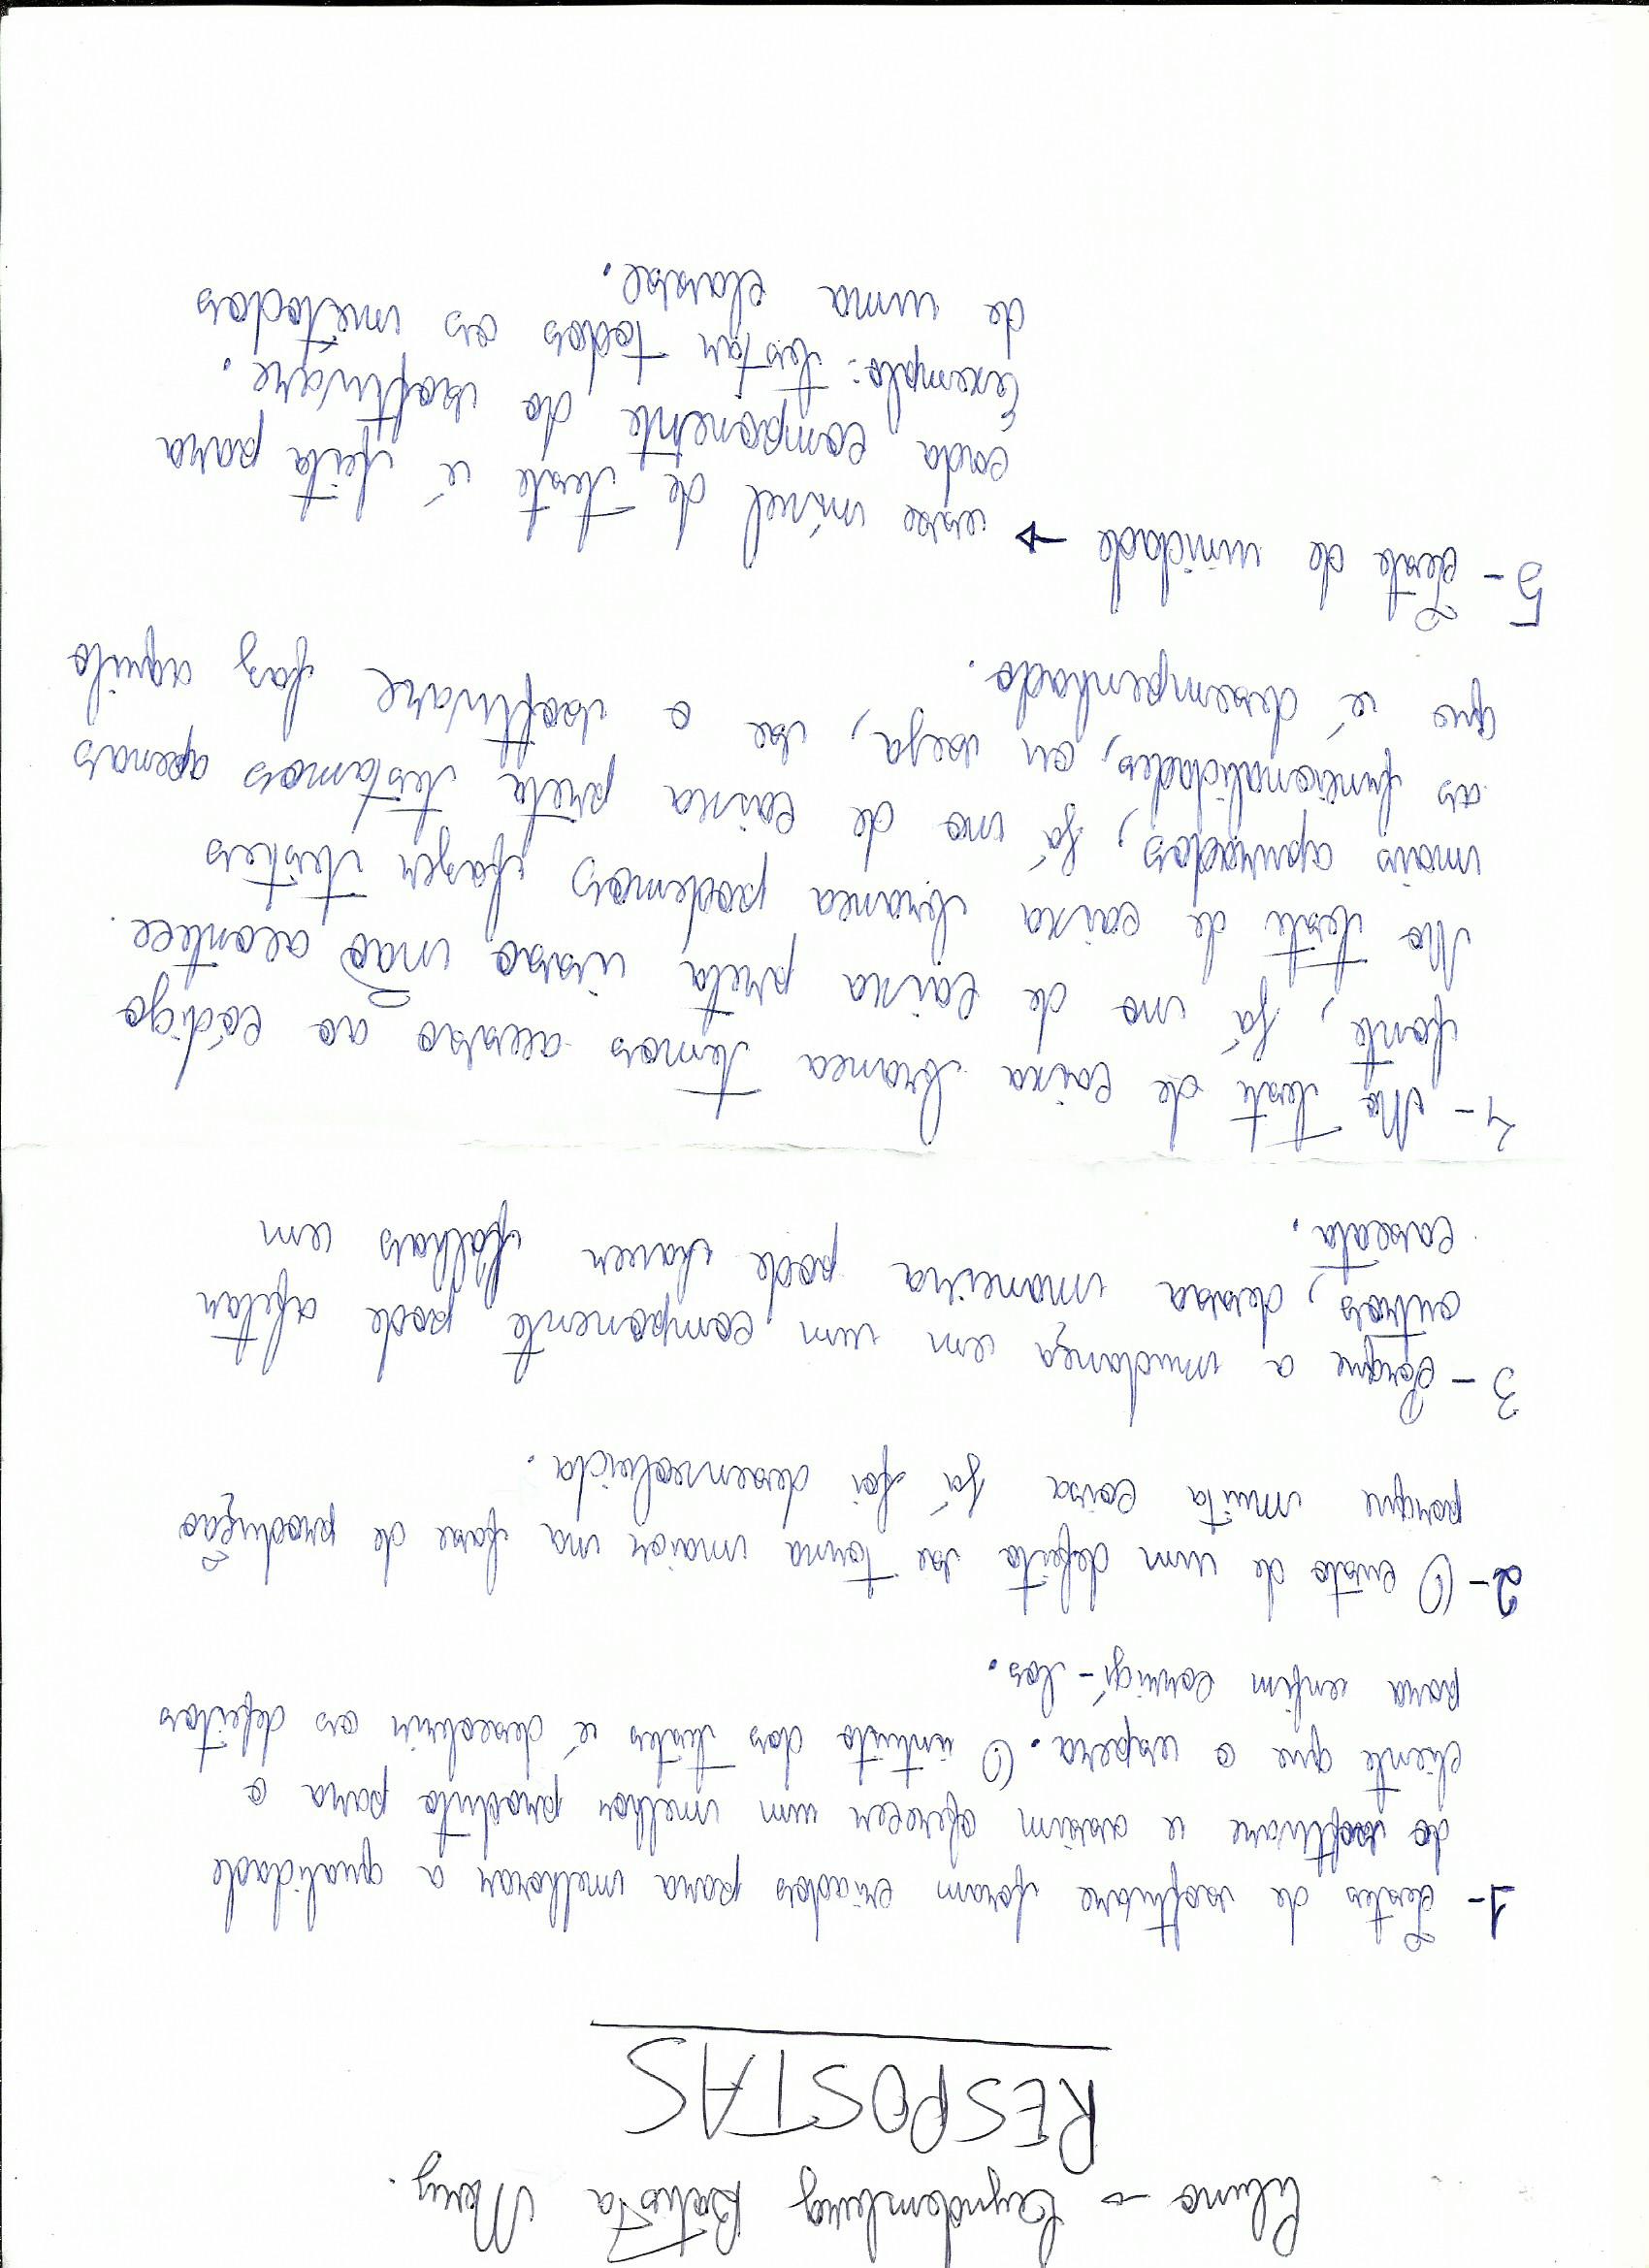 Aluno → Lyndemburg Batista Nery.
RESPOSTAS
1- Testes de software foram criados para melhorar a qualidade
do software e assim oferecer um melhor produto para o
cliente que o espera. O intuito dos testes é descobrir os defeitos
para enfim corrigí-los.
2- O custo de um defeito se torna maior na fase de produção
porque muita coisa já foi desenvolvida.
3- Porque a mudança em um componente pode afetar
outros, dessa maneira pode haver falhas em
cascata.
4- No teste de caixa branca temos acesso ao código
fonte, já no de caixa preta isso não acontece.
No teste de caixa branca podemos fazer testes
mais apurados, já no de caixa preta testamos apenas
as funcionalidades, ou seja, se o software faz aquilo
que é desempenhado.
5- Teste de unidade → esse nível de teste é feita para
cada componente do software.
Exemplo: testar todos os métodos
de uma classe.